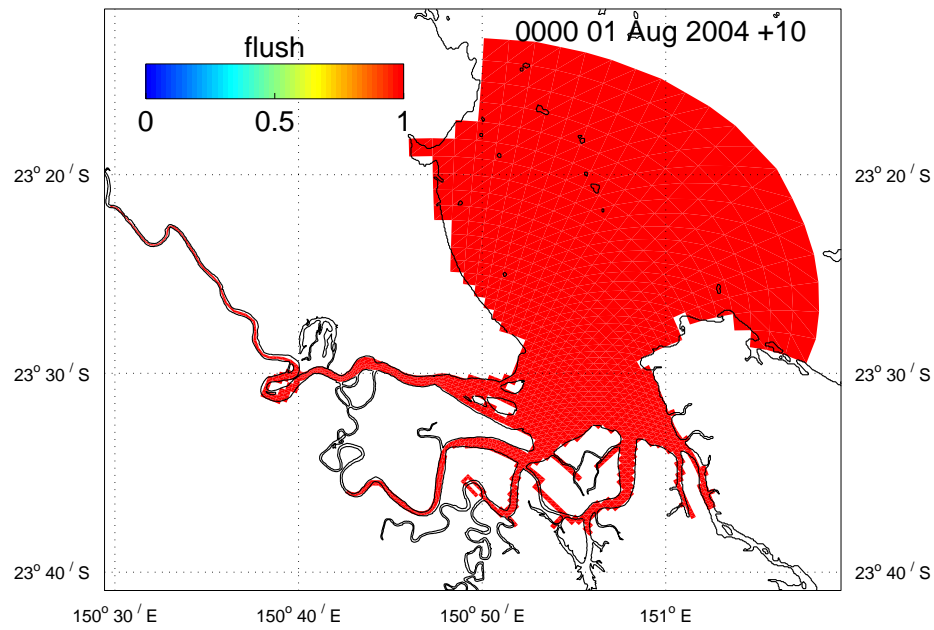 0000 01 Aug 2004 +10
flush
0 0.5 1
23° 20′ S 23° 20′ S
23° 30′ S 23° 30′ S
23° 40′ S 23° 40′ S
150° 30′ E 150° 40′ E 150° 50′ E 151° E